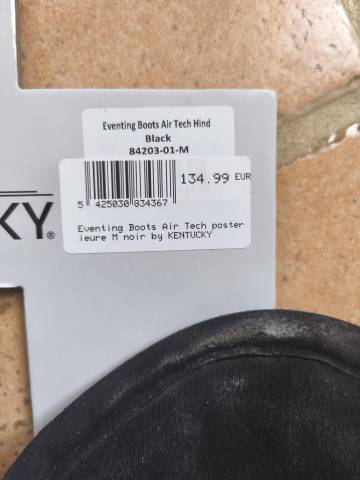 Eventing Boots Air Tech Hind
Black
84203-01-M
134.99 EUR
5 425030 834367
KY®
Eventing Boots Air Tech poster
ieure M noir by KENTUCKY